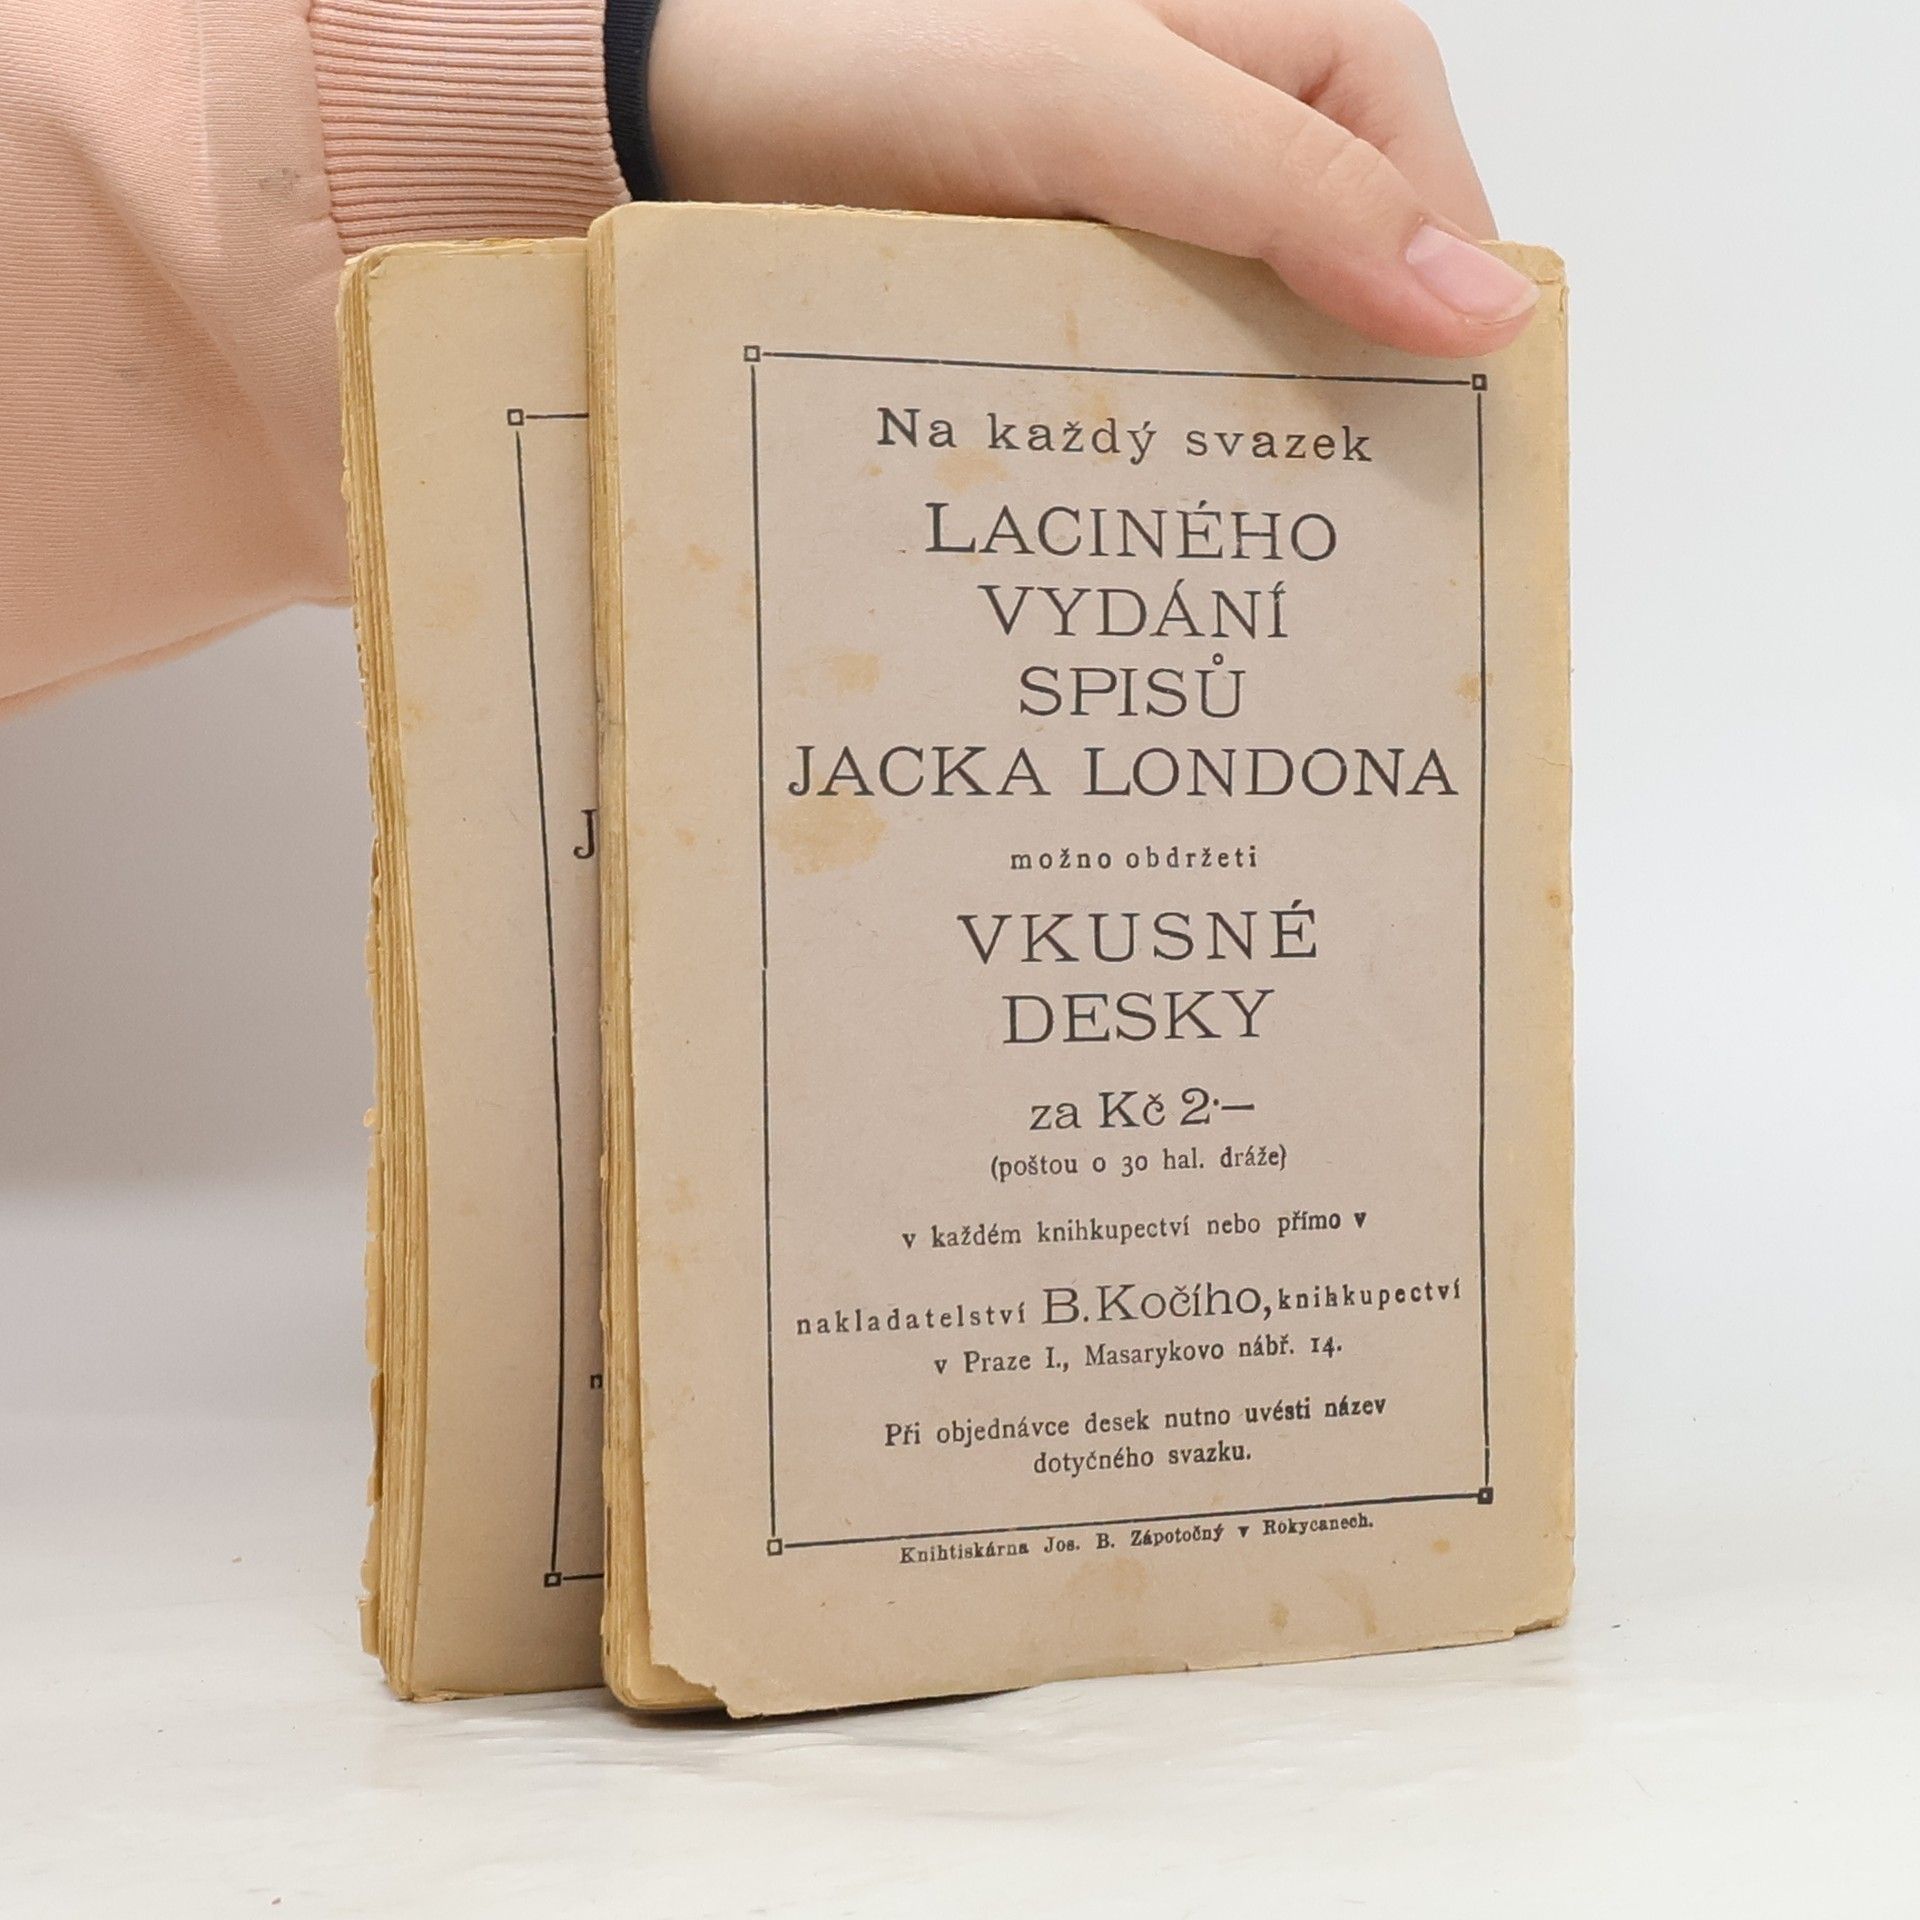 Na každý svazek
LACINÉHO
VYDÁNÍ
SPISŮ
JACKA LONDONA
možno obdržeti
VKUSNÉ
DESKY
za Kč 2·—
(poštou o 30 hal. dráže)
v každém knihkupectví nebo přímo v
nakladatelství B. Kočího, knihkupectví
v Praze I., Masarykovo nábř. 14.
Při objednávce desek nutno uvésti název
dotyčného svazku.
Knihtiskárna Jos. B. Zápotočný v Rokycanech.
J